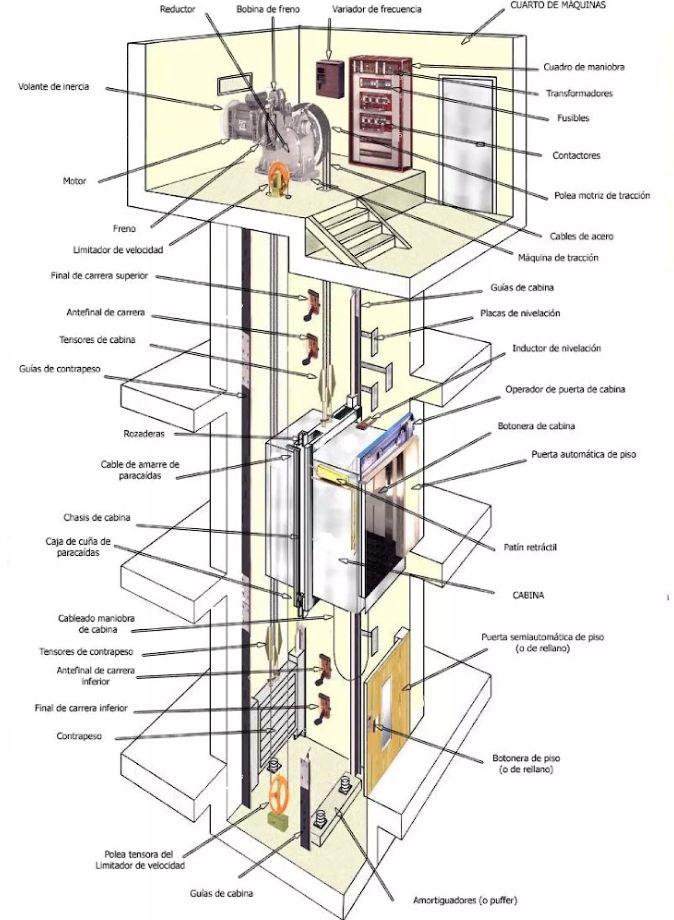 Reductor
Bobina de freno
Variador de frecuencia
CUARTO DE MÁQUINAS
Volante de inercia
Cuadro de maniobra
Transformadores
Fusibles
Contactores
Motor
Polea motriz de tracción
Freno
Cables de acero
Limitador de velocidad
Máquina de tracción
Final de carrera superior
Guías de cabina
Antefinal de carrera
Placas de nivelación
Tensores de cabina
Inductor de nivelación
Guías de contrapeso
Operador de puerta de cabina
Rozaderas
Botonera de cabina
Cable de amarre de
paracaídas
Puerta automática de piso
Chasis de cabina
Caja de cuña de
paracaídas
Patín retráctil
CABINA
Cableado maniobra
de cabina
Puerta semiautomática de piso
(o de rellano)
Tensores de contrapeso
Antefinal de carrera
inferior
Final de carrera inferior
Contrapeso
Botonera de piso
(o de rellano)
Polea tensora del
Limitador de velocidad
Guías de cabina
Amortiguadores (o puffer)